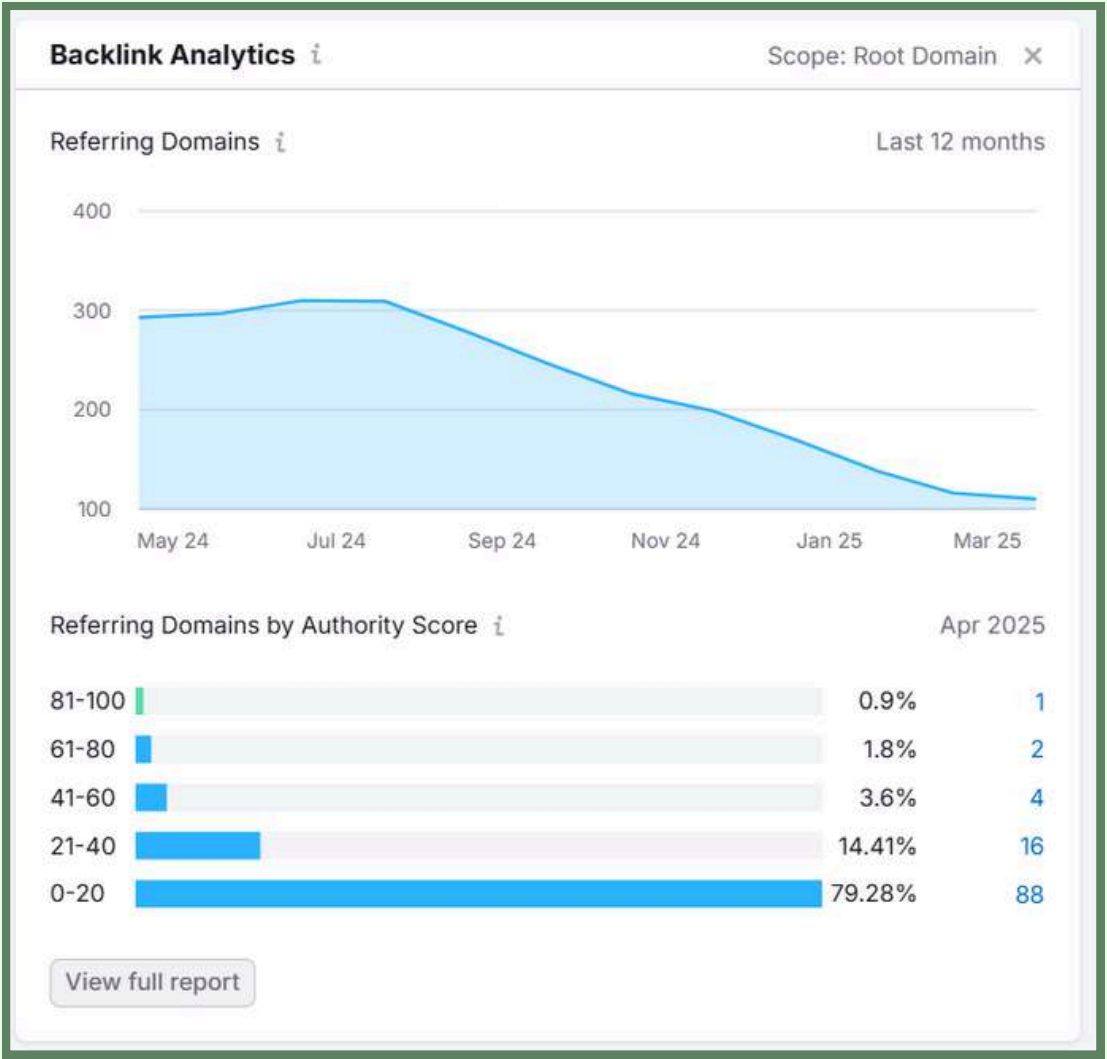 Backlink Analytics i Scope: Root Domain ×
Referring Domains i Last 12 months
400
300
200
100
May 24 Jul 24 Sep 24 Nov 24 Jan 25 Mar 25
Referring Domains by Authority Score i Apr 2025
81-100 0.9% 1
61-80 1.8% 2
41-60 3.6% 4
21-40 14.41% 16
0-20 79.28% 88
View full report